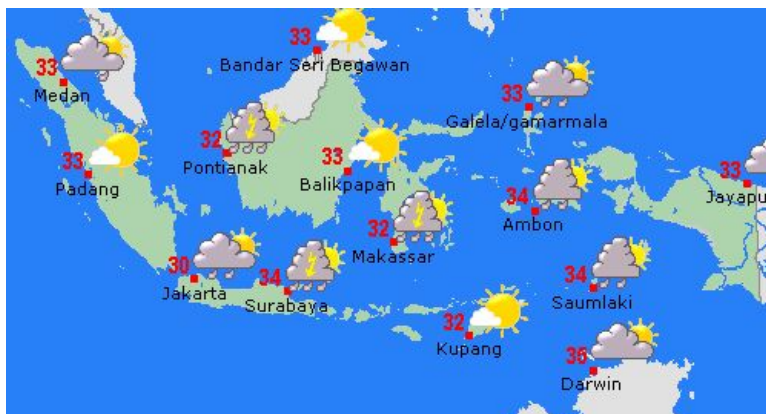 33
Bandar Seri Begawan
33
Medan
33
Galela/gamarmala
32
Pontianak
33
Balikpapan
33
Padang
33
Jayapu
34
Ambon
32
Makassar
30
Jakarta
34
Surabaya
34
Saumlaki
32
Kupang
Darwin